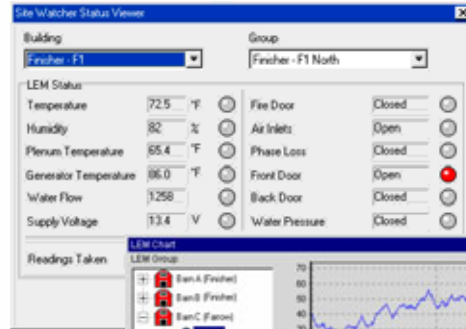 Site Watcher Status Viewer
Building
Group
Finisher - F1
Finisher - F1 North
LEM Status
Temperature 72.5 °F Fire Door Closed
Humidity 82 % Air Inlets Open
Plenum Temperature 65.4 °F Phase Loss Closed
Generator Temperature 86.0 °F Front Door Open
Water Flow 1258 Back Door Closed
Supply Voltage 13.4 V Water Pressure Closed
Readings Taken
LEM Chart
LEM Group
Barn A (Finisher)
Barn B (Finisher)
Barn C (Farrow)
70
60
50
40
30